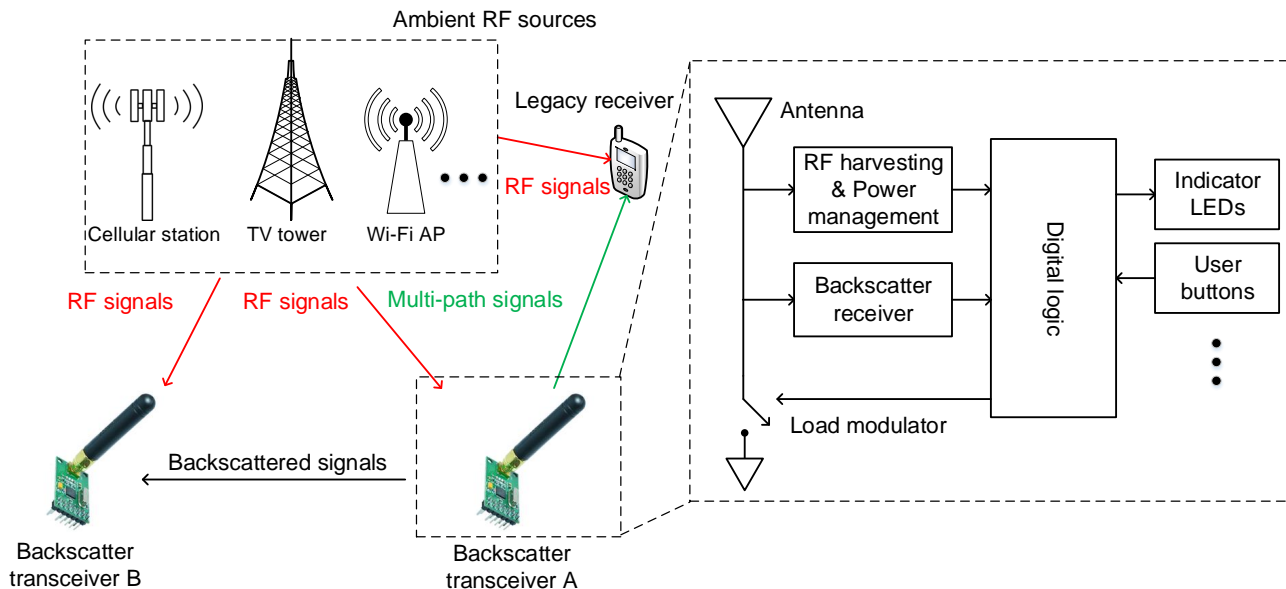 Ambient RF sources
Cellular station
TV tower
Wi-Fi AP
Legacy receiver
RF signals
RF signals
RF signals
Multi-path signals
Backscattered signals
Backscatter
transceiver B
Backscatter
transceiver A
Antenna
RF harvesting
& Power
management
Backscatter
receiver
Load modulator
Digital logic
Indicator
LEDs
User
buttons